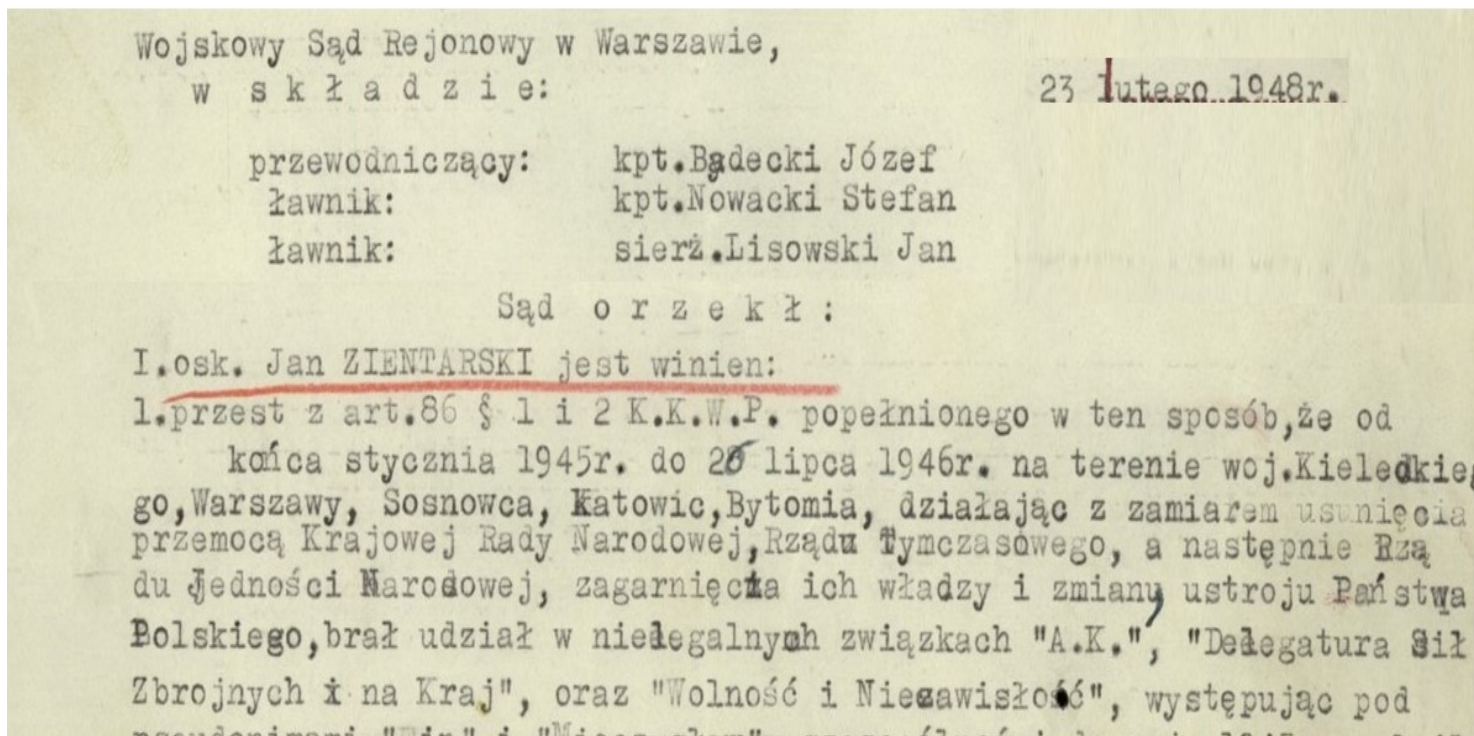 Wojskowy Sąd Rejonowy w Warszawie,
w s k ł a d z i e:
23 lutego 1948r.
przewodniczący: kpt.Badecki Józef
ławnik: kpt.Nowacki Stefan
ławnik: sierż.Lisowski Jan
Sąd o r z e k ł :
I.osk. Jan ZIENTARSKI jest winien:
1.przest z art.86 § 1 i 2 K.K.W.P. popełnionego w ten sposób,że od
końca stycznia 1945r. do 26 lipca 1946r. na terenie woj.Kieleckieg
go,Warszawy, Sosnowca, Katowic,Bytomia, działając z zamiarem usunięcia
przemocą Krajowej Rady Narodowej,Rządu Tymczasowego, a następnie Rzą
du Jedności Narodowej, zagarnięcia ich władzy i zmiany ustroju Państwa
Polskiego,brał udział w nielegalnych związkach "A.K.", "Delegatura Sił
Zbrojnych na Kraj", oraz "Wolność i Niezawisłość", występując pod